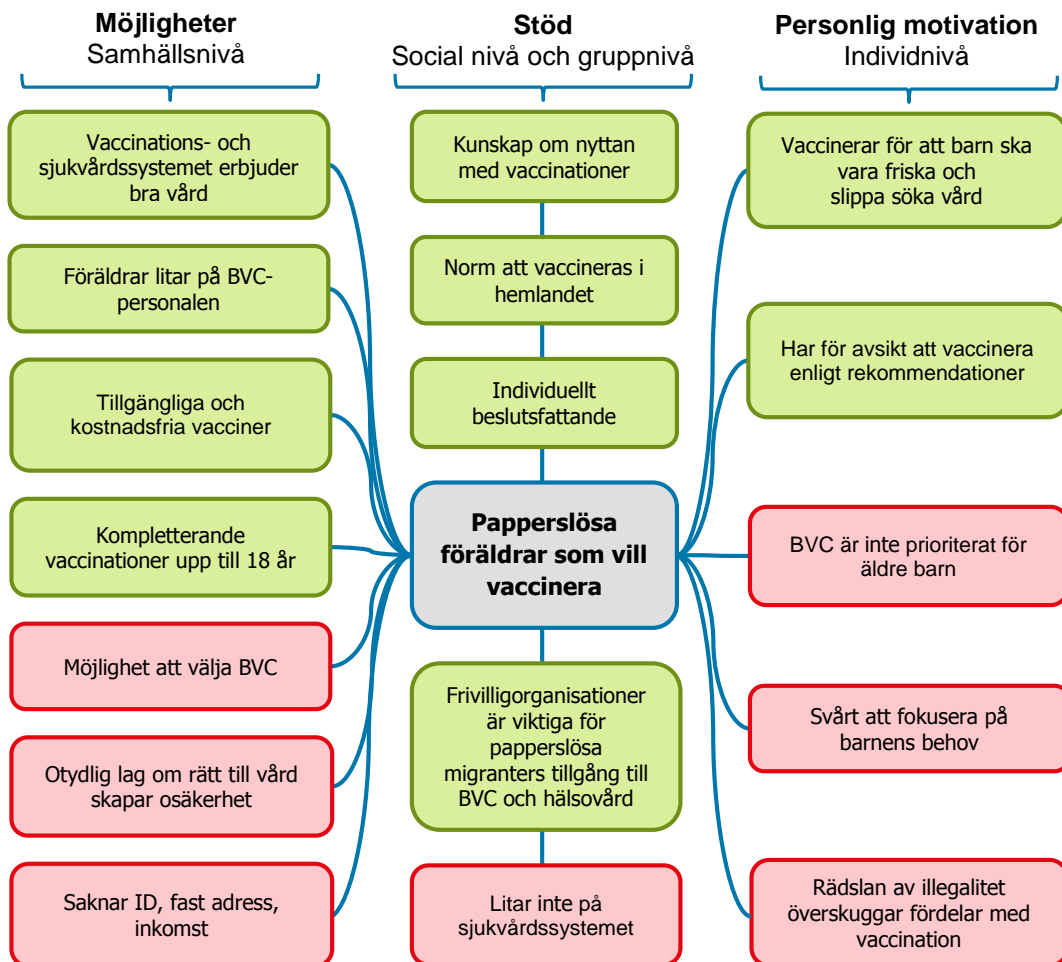 Möjligheter
Samhällsnivå
Vaccinations- och
sjukvårdssystemet erbjuder
bra vård
Föräldrar litar på BVC-
personalen
Tillgängliga och
kostnadsfria vacciner
Kompletterande
vaccinationer upp till 18 år
Möjlighet att välja BVC
Otydlig lag om rätt till vård
skapar osäkerhet
Saknar ID, fast adress,
inkomst
Stöd
Social nivå och gruppnivå
Kunskap om nyttan
med vaccinationer
Norm att vaccineras i
hemlandet
Individuellt
beslutsfattande
Papperslösa
föräldrar som vill
vaccinera
Frivilligorganisationer
är viktiga för
papperslösa
migranters tillgång till
BVC och hälsovård
Litar inte på
sjukvårdssystemet
Personlig motivation
Individnivå
Vaccinerar för att barn ska
vara friska och
slippa söka vård
Har för avsikt att vaccinera
enligt rekommendationer
BVC är inte prioriterat för
äldre barn
Svårt att fokusera på
barnens behov
Rädslan av illegalitet
överskuggar fördelar med
vaccination